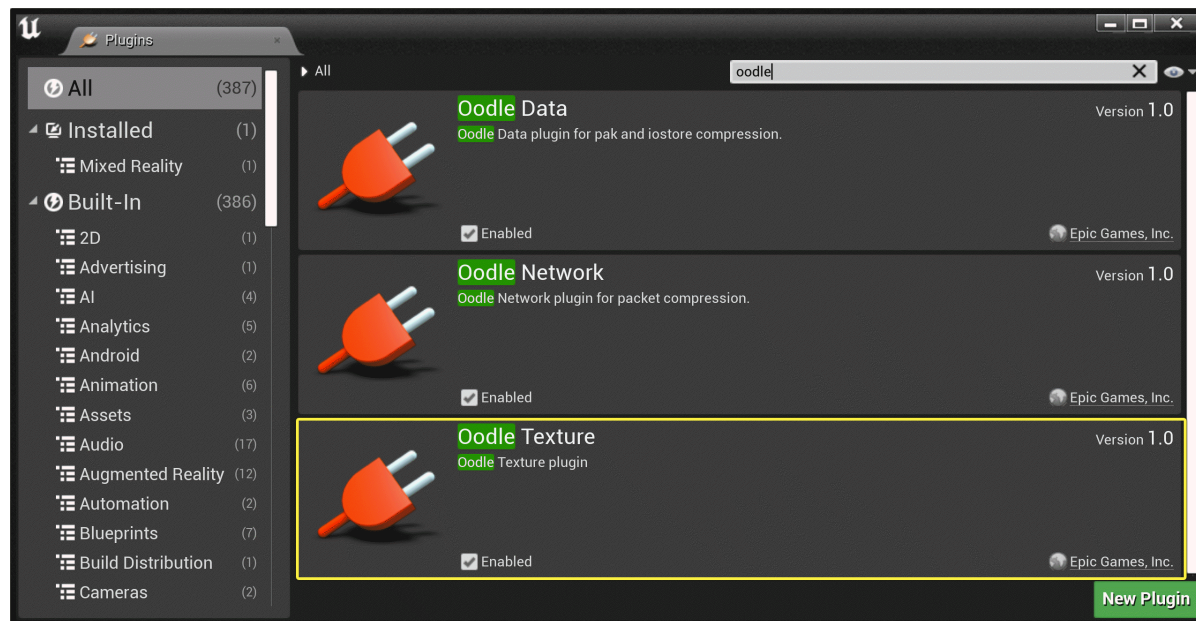 Plugins
All (387)
Installed (1)
Mixed Reality (1)
Built-In (386)
2D (1)
Advertising (1)
AI (4)
Analytics (5)
Android (2)
Animation (6)
Assets (3)
Audio (17)
Augmented Reality (12)
Automation (2)
Blueprints (7)
Build Distribution (1)
Cameras (2)
All
oodle
Oodle Data Version 1.0
Oodle Data plugin for pak and iostore compression.
Enabled Epic Games, Inc.
Oodle Network Version 1.0
Oodle Network plugin for packet compression.
Enabled Epic Games, Inc.
Oodle Texture Version 1.0
Oodle Texture plugin
Enabled Epic Games, Inc.
New Plugin